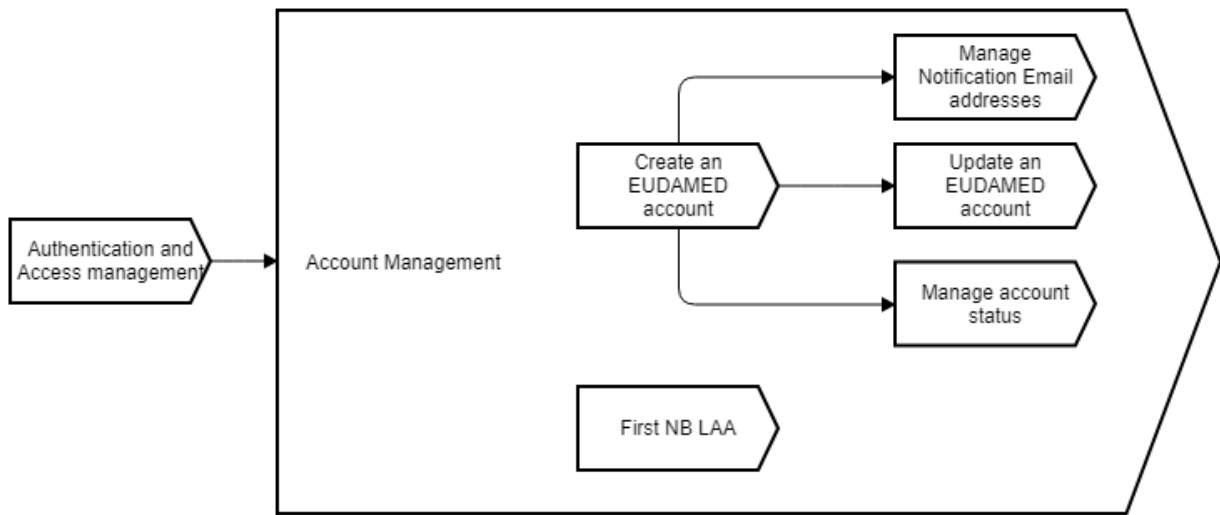 Manage
Notification Email
addresses
Create an
EUDAMED
account
Update an
EUDAMED
account
Authentication and
Access management
Account Management
Manage account
status
First NB LAA